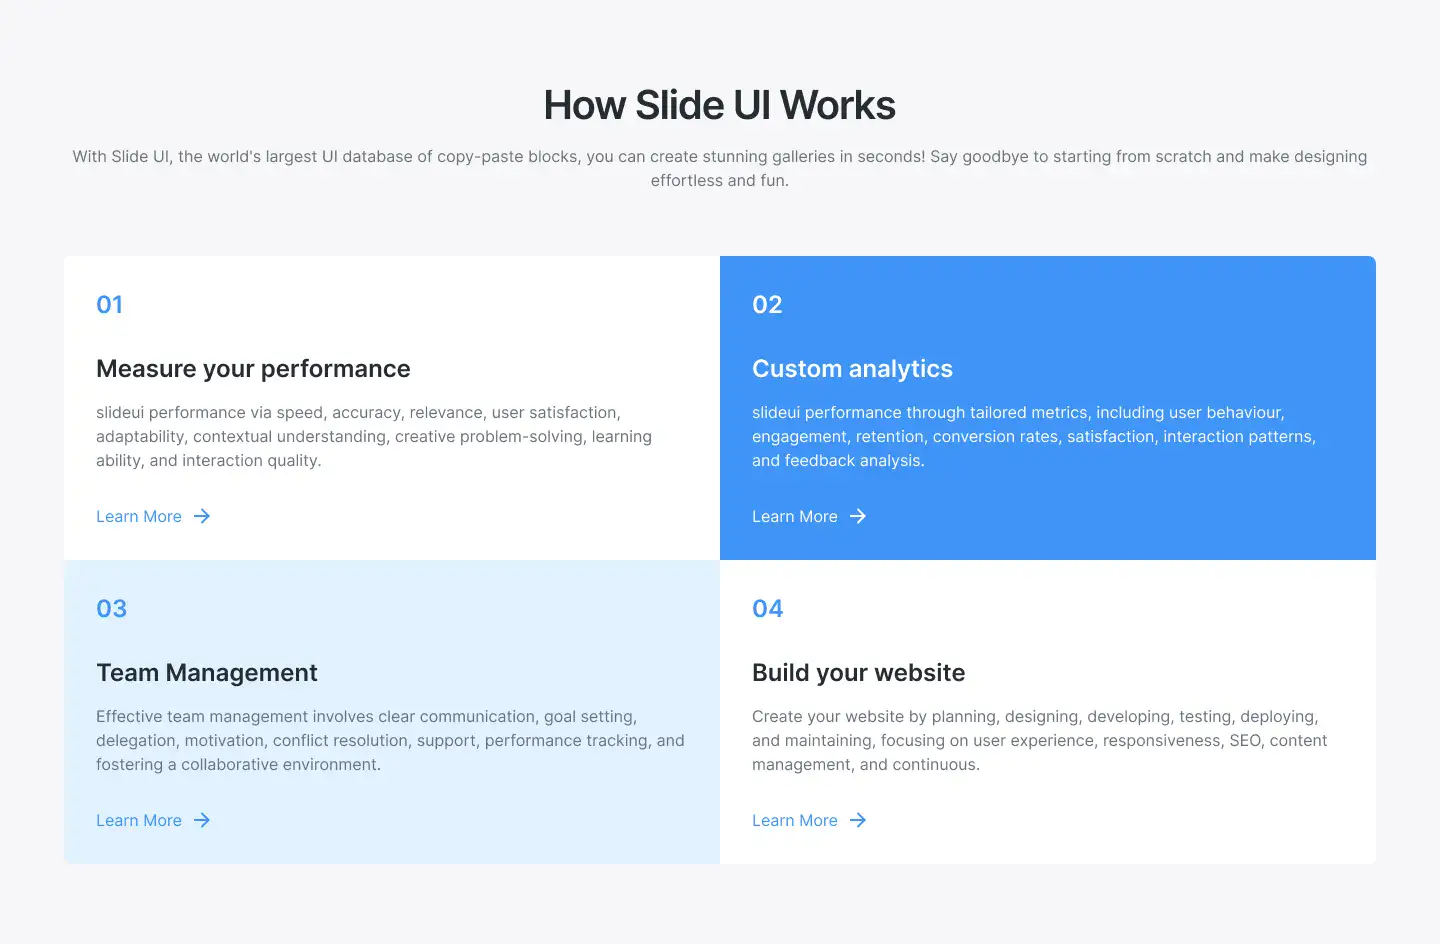 How Slide UI Works
With Slide UI, the world's largest UI database of copy-paste blocks, you can create stunning galleries in seconds! Say goodbye to starting from scratch and make designing
effortless and fun.
01
Measure your performance
slideui performance via speed, accuracy, relevance, user satisfaction,
adaptability, contextual understanding, creative problem-solving, learning
ability, and interaction quality.
Learn More
02
Custom analytics
slideui performance through tailored metrics, including user behaviour,
engagement, retention, conversion rates, satisfaction, interaction patterns,
and feedback analysis.
Learn More
03
Team Management
Effective team management involves clear communication, goal setting,
delegation, motivation, conflict resolution, support, performance tracking, and
fostering a collaborative environment.
Learn More
04
Build your website
Create your website by planning, designing, developing, testing, deploying,
and maintaining, focusing on user experience, responsiveness, SEO, content
management, and continuous.
Learn More